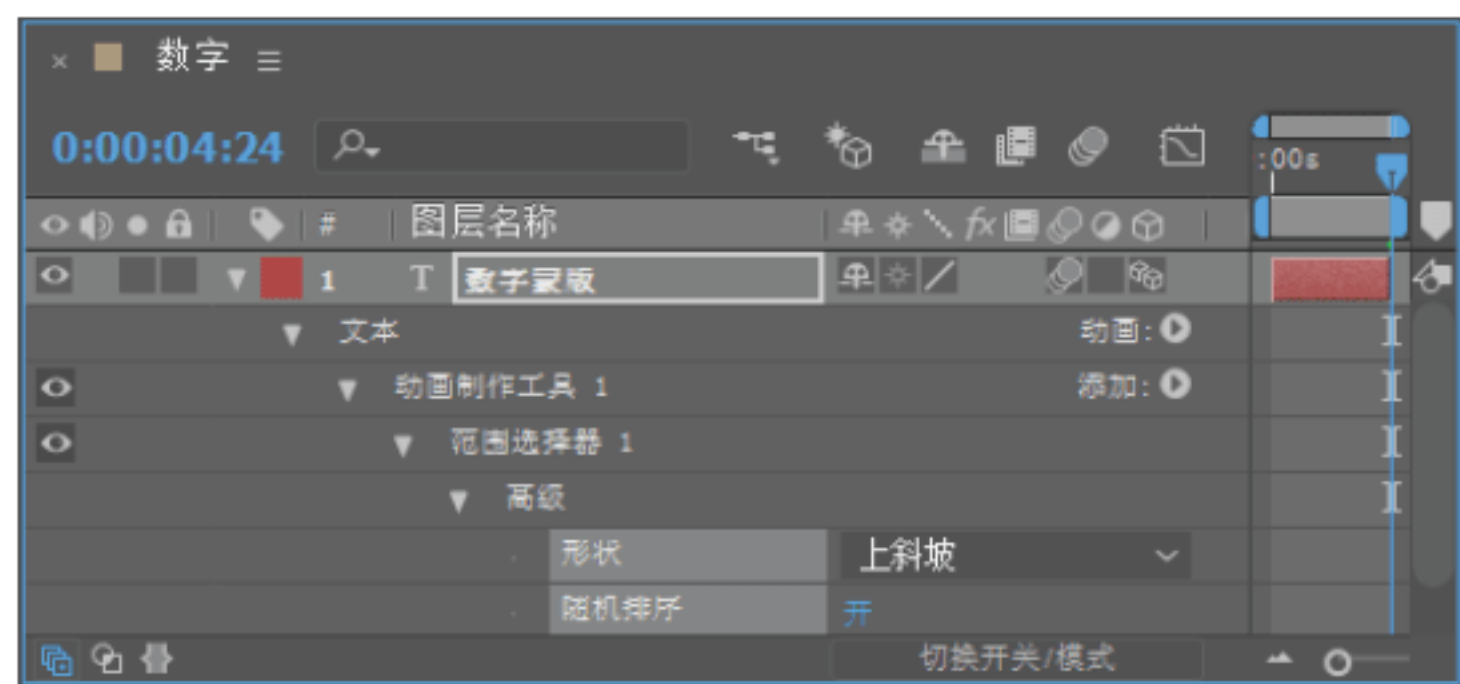 数字
0:00:04:24
:00s
# 图层名称 fx
1 T 数字蒙版
文本 动画:
动画制作工具 1 添加:
范围选择器 1
高级
形状 上斜坡
随机排序 开
切换开关/模式